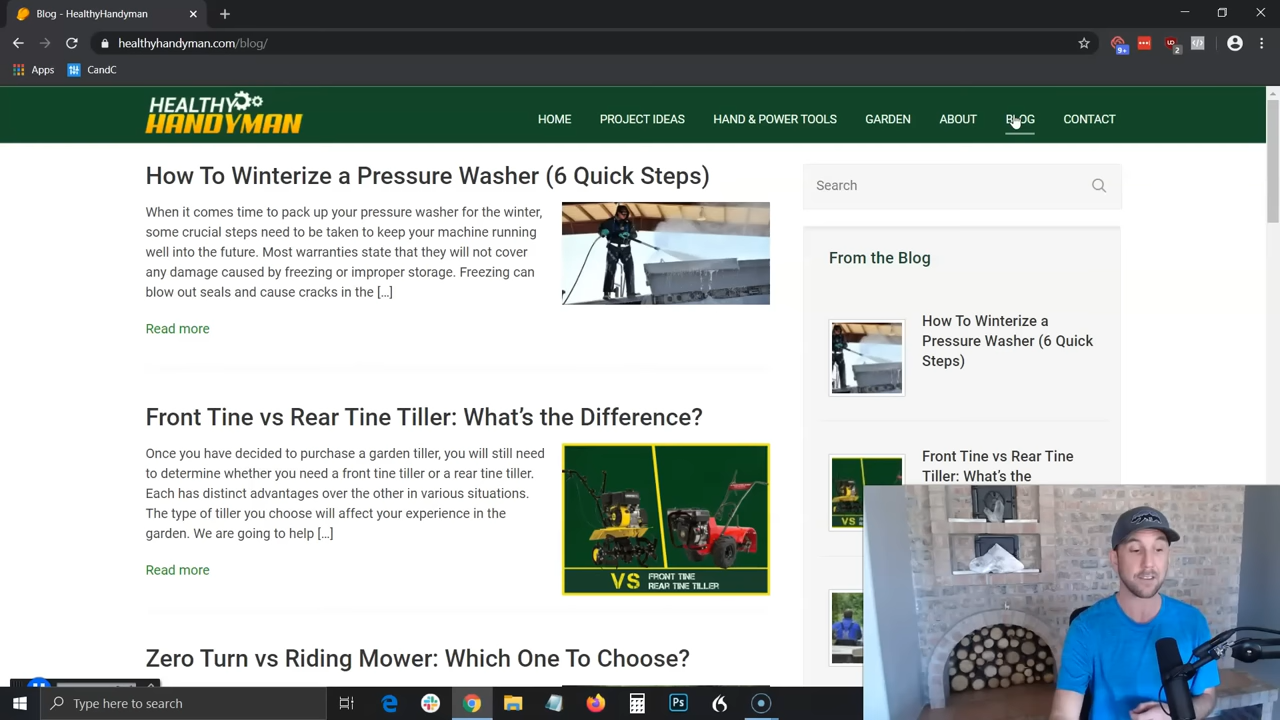 Blog - HealthyHandyman
healthyhandyman.com/blog/
9+
2
Apps
CandC
HEALTHY
HANDYMAN
HOME
PROJECT IDEAS
HAND & POWER TOOLS
GARDEN
ABOUT
BLOG
CONTACT
How To Winterize a Pressure Washer (6 Quick Steps)
When it comes time to pack up your pressure washer for the winter,
some crucial steps need to be taken to keep your machine running
well into the future. Most warranties state that they will not cover
any damage caused by freezing or improper storage. Freezing can
blow out seals and cause cracks in the […]
Read more
Front Tine vs Rear Tine Tiller: What’s the Difference?
Once you have decided to purchase a garden tiller, you will still need
to determine whether you need a front tine tiller or a rear tine tiller.
Each has distinct advantages over the other in various situations.
The type of tiller you choose will affect your experience in the
garden. We are going to help […]
Read more
VS FRONT TINE
REAR TINE TILLER
Zero Turn vs Riding Mower: Which One To Choose?
Search
From the Blog
How To Winterize a
Pressure Washer (6 Quick
Steps)
Front Tine vs Rear Tine
Tiller: What’s the
Type here to search
Ps